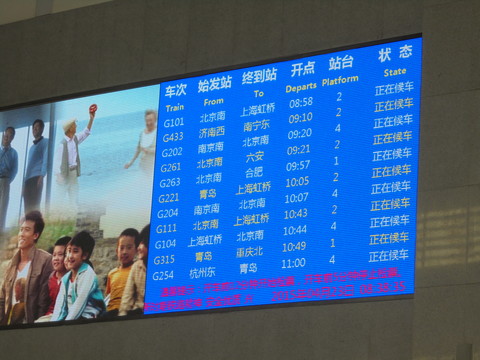 车次 始发站 终到站 开点 站台 状态
Train From To Departs Platform State
G101 北京南 上海虹桥 08:58 2 正在候车
G433 济南西 南宁东 09:10 2 正在候车
G202 南京南 北京南 09:20 4 正在候车
G261 北京南 六安 09:21 2 正在候车
G263 北京南 合肥 09:57 1 正在候车
G221 青岛 上海虹桥 10:05 2 正在候车
G204 南京南 北京南 10:07 4 正在候车
G111 北京南 上海虹桥 10:43 2 正在候车
G104 上海虹桥 北京南 10:44 4 正在候车
G315 青岛 重庆北 10:49 1 正在候车
G254 杭州东 青岛 11:00 4 正在候车